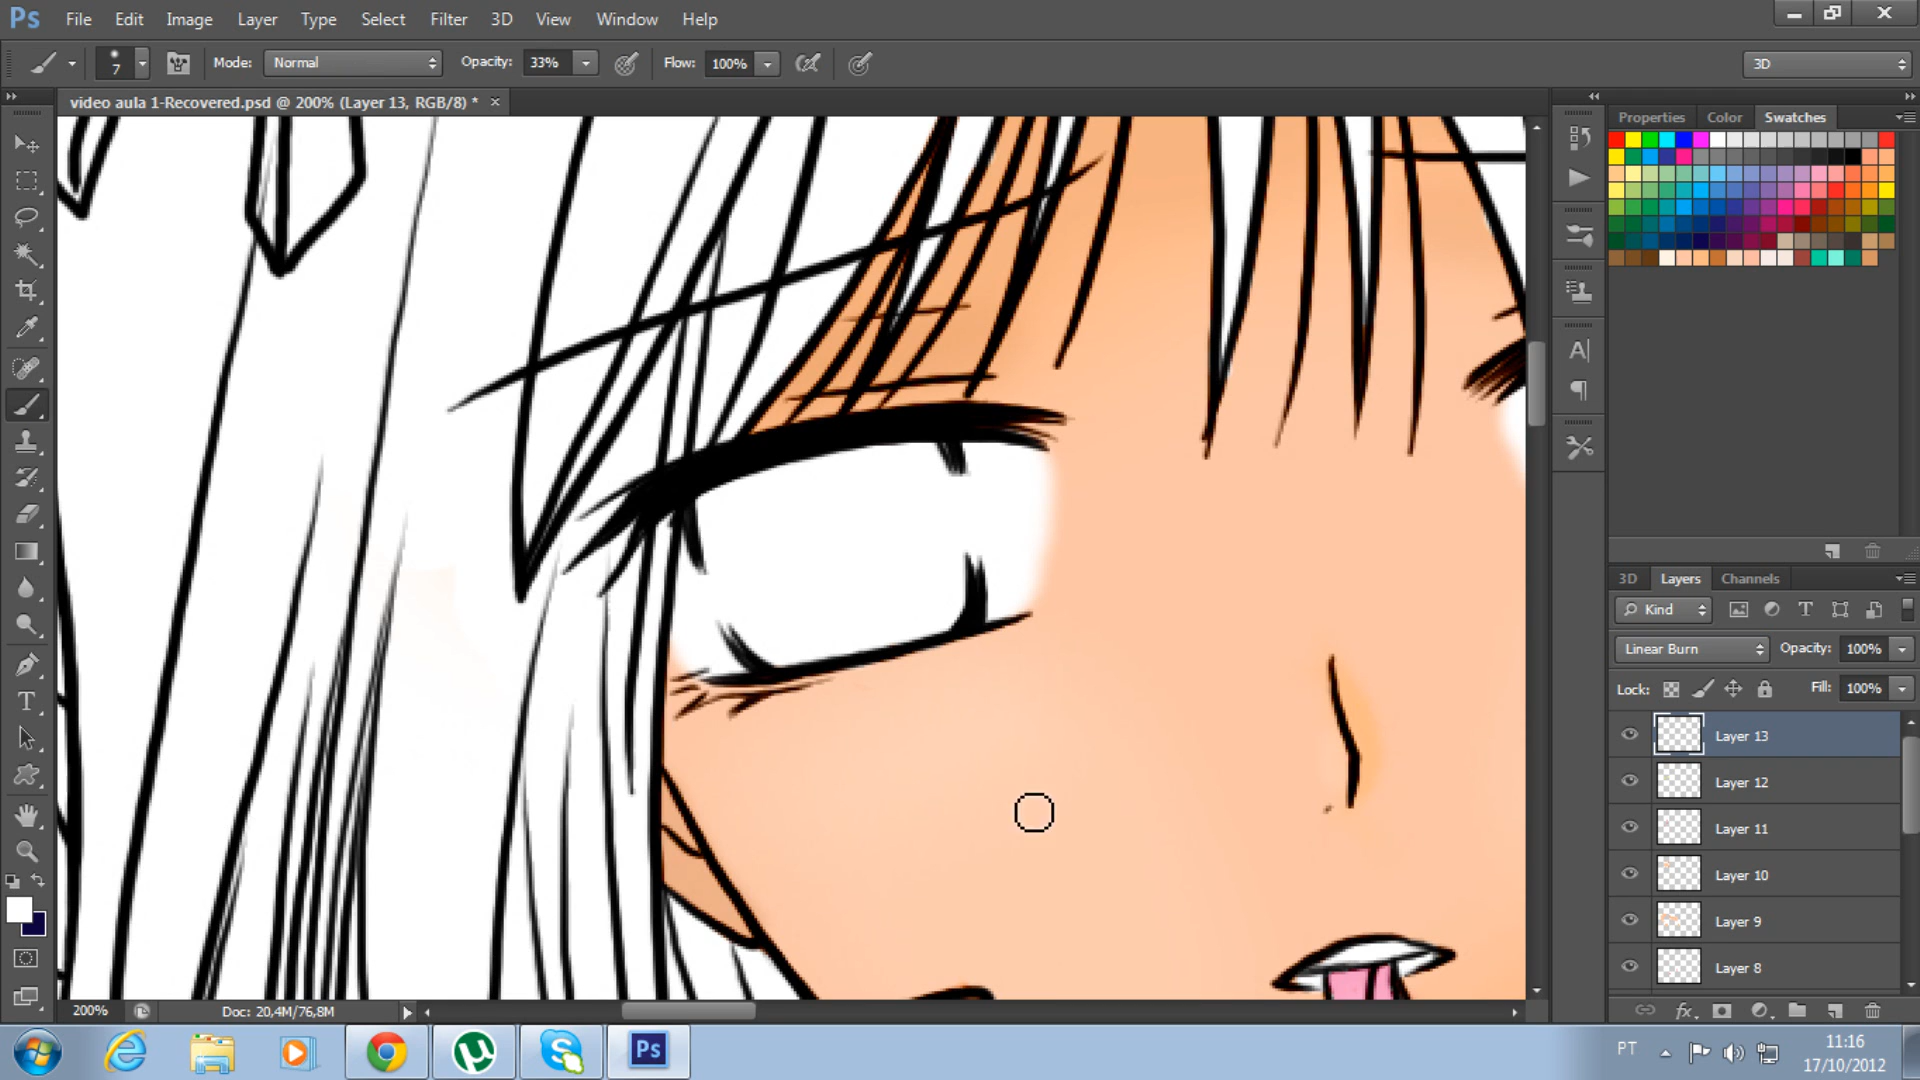 Ps File Edit Image Layer Type Select Filter 3D View Window Help
7 Mode: Normal Opacity: 33% Flow: 100% 3D
video aula 1-Recovered.psd @ 200% (Layer 13, RGB/8) * ×
Properties Color Swatches
3D Layers Channels
Kind
Linear Burn Opacity: 100%
Lock: Fill: 100%
Layer 13
Layer 12
Layer 11
Layer 10
Layer 9
Layer 8
200% Doc: 20,4M/76,8M
Ps PT 11:16
17/10/2012